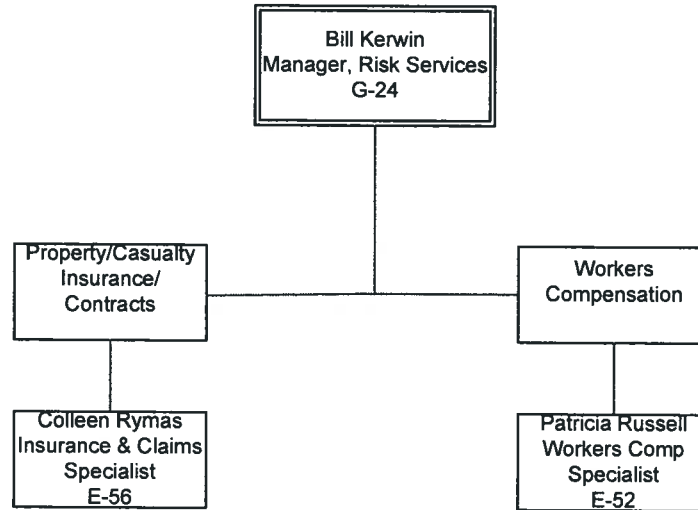 Bill Kerwin
Manager, Risk Services
G-24
Property/Casualty
Insurance/
Contracts
Workers
Compensation
Colleen Rymas
Insurance & Claims
Specialist
E-56
Patricia Russell
Workers Comp
Specialist
E-52